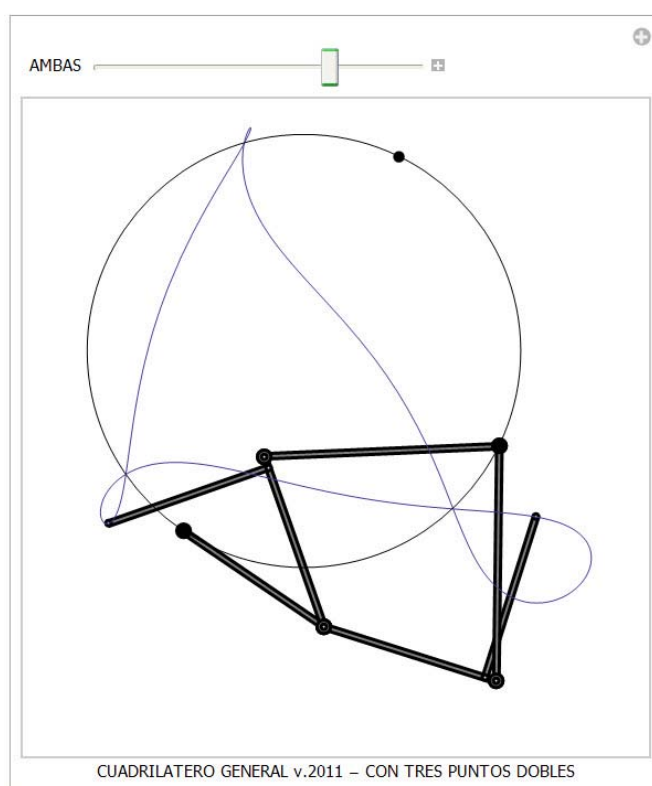 AMBAS
CUADRILATERO GENERAL v.2011 – CON TRES PUNTOS DOBLES